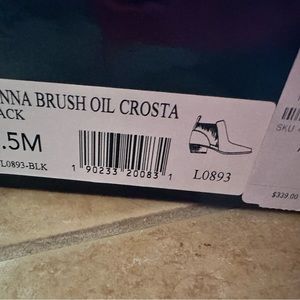 NNA BRUSH OIL CROSTA
ACK
.5M
L0893-BLK
1 90233 20083 1
L0893
SKU:
$339.00